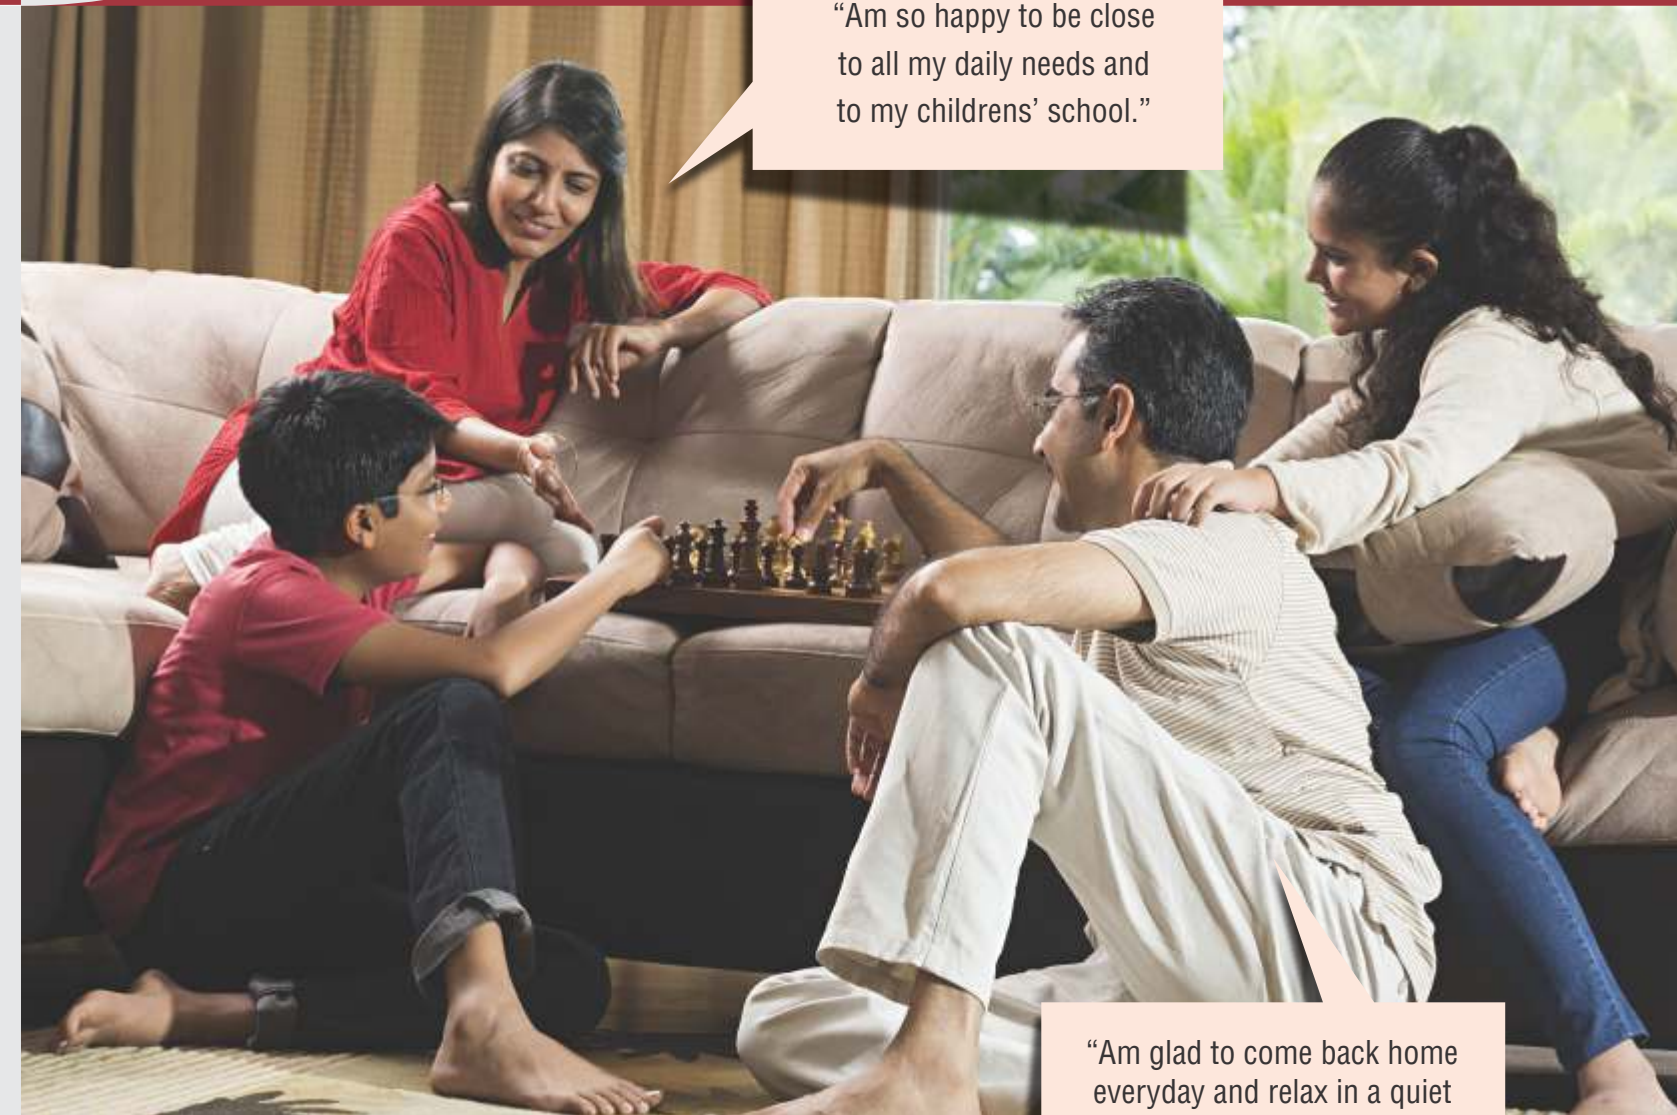 “Am so happy to be close
to all my daily needs and
to my childrens’ school.”
“Am glad to come back home
everyday and relax in a quiet